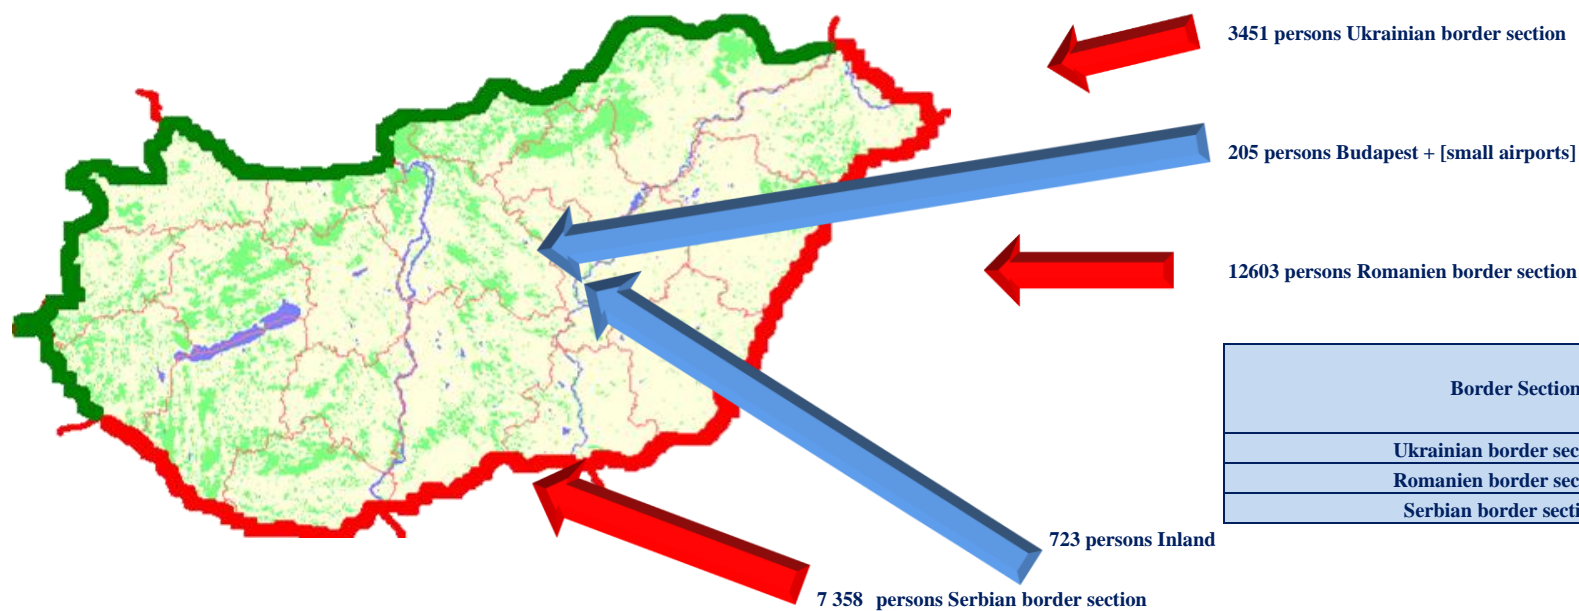 3451 persons Ukrainian border section
205 persons Budapest + [small airports]
12603 persons Romanien border section
Border Section
Ukrainian border sec
Romanien border sec
Serbian border secti
723 persons Inland
7 358 persons Serbian border section